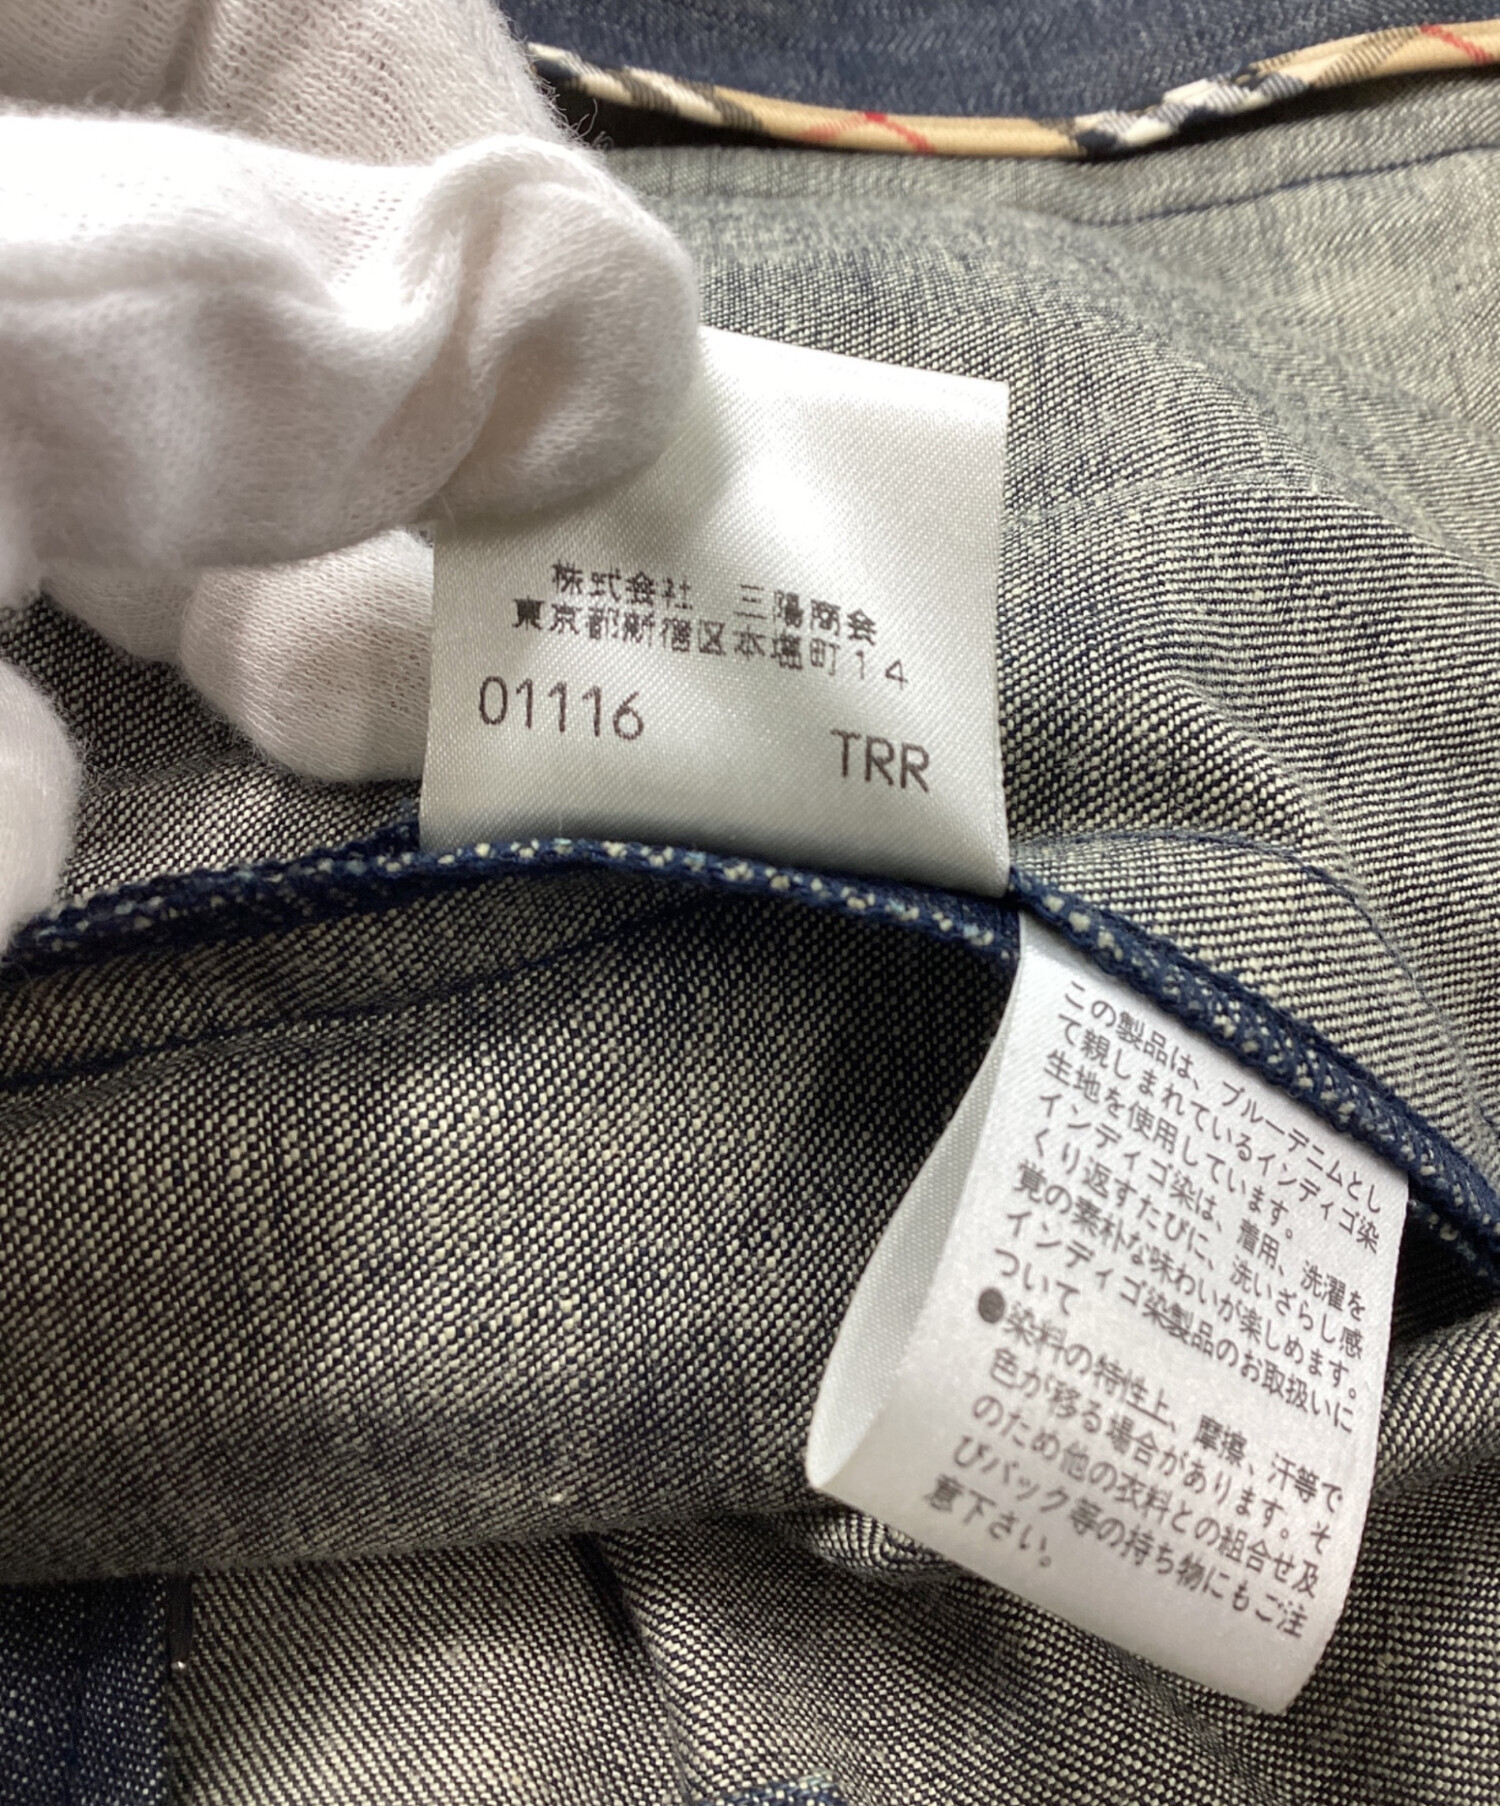 株式会社 三陽商会
東京都新宿区本塩町14
01116
TRR
この製品は、ブルーデニムとし
て親しまれているインディゴ染
生地を使用しています。
インディゴ染は、着用、洗濯を
くり返すたびに、洗いざらし感
覚の素朴な味わいが楽しめます。
インディゴ染製品のお取扱いに
ついて
●染料の特性上、摩擦、汗等で
色が移る場合があります。そ
のため他の衣料との組合せ及
びバック等の持ち物にもご注
意下さい。